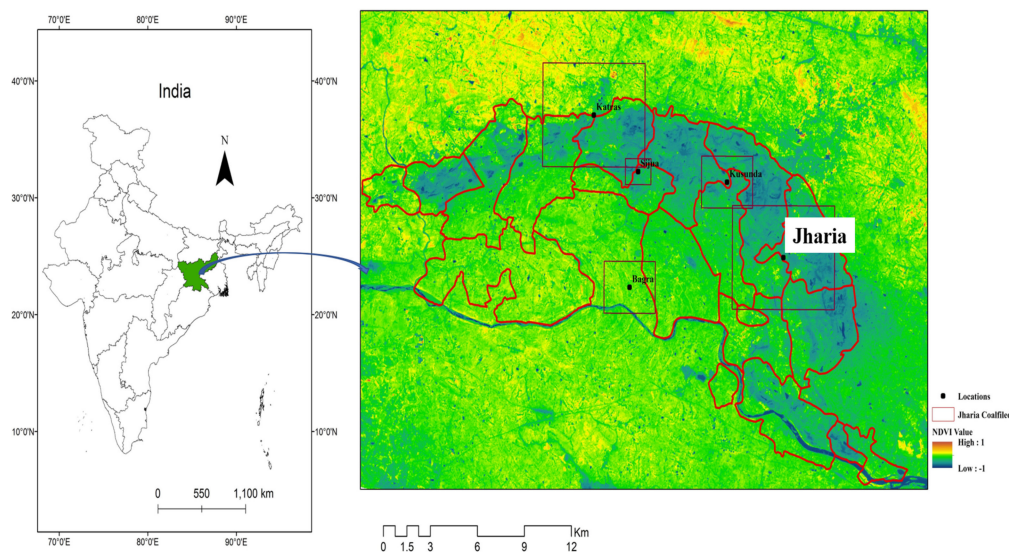 70°0'E 80°0'E 90°0'E
40°0'N
40°0'N
India
N
30°0'N
30°0'N
20°0'N
20°0'N
10°0'N
10°0'N
0 550 1,100 km
70°0'E 80°0'E 90°0'E
Katras
Sijua
Kusunda
Jharia
Bagra
Locations
Jharia Coalfiled
NDVI Value
High : 1
Low : -1
Km
0 1.5 3 6 9 12